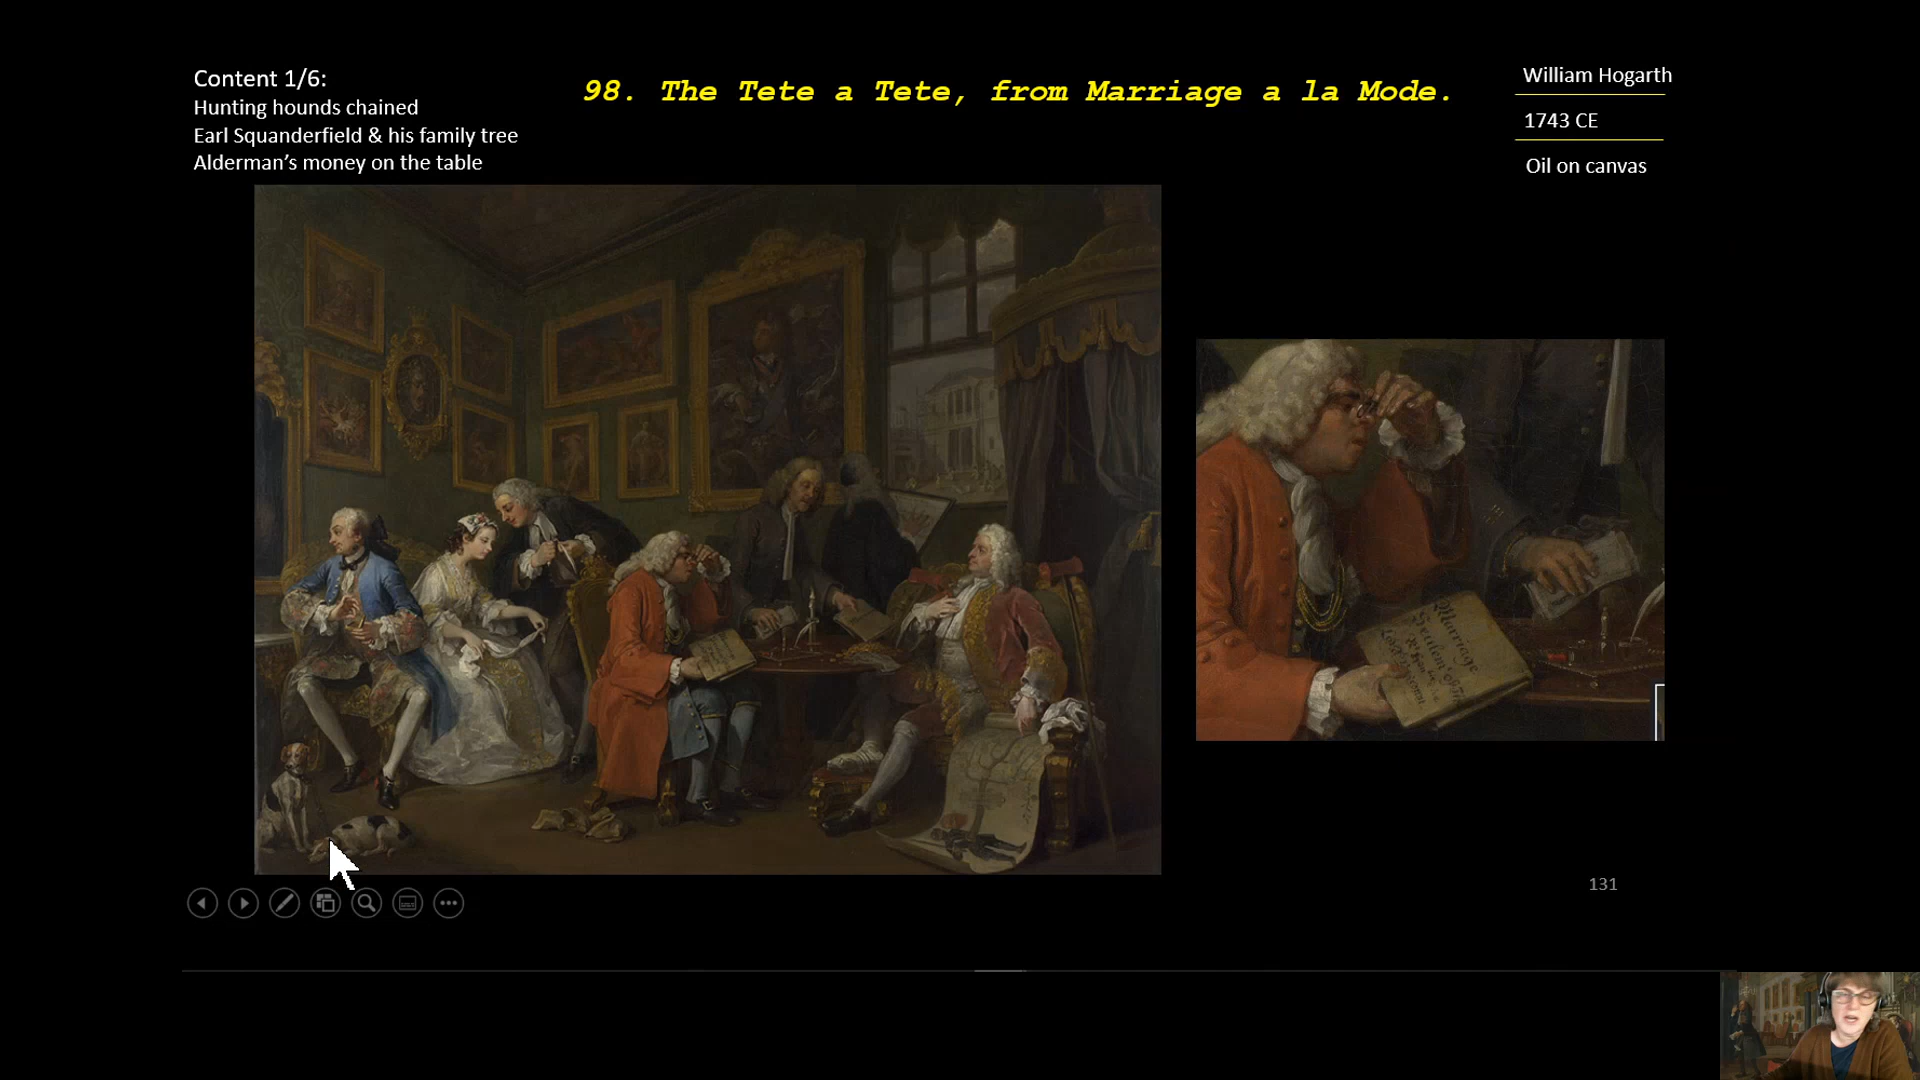 Content 1/6:
Hunting hounds chained
Earl Squanderfield & his family tree
Alderman's money on the table
98. The Tete a Tete, from Marriage a la Mode.
William Hogarth
1743 CE
Oil on canvas
Marriage
131